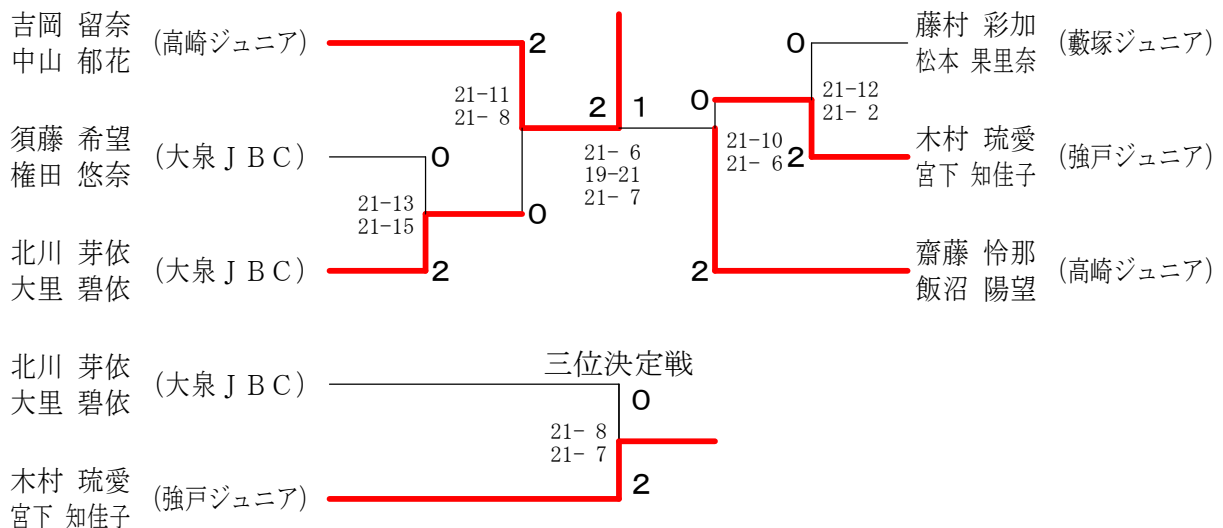 吉岡 留奈
中山 郁花
(高崎ジュニア)
2
21-11
21- 8
須藤 希望
権田 悠奈
(大泉ＪＢＣ)
0
21-13
21-15
0
北川 芽依
大里 碧依
(大泉ＪＢＣ)
2
2 1
21- 6
19-21
21- 7
藤村 彩加
松本 果里奈
(藪塚ジュニア)
0
21-12
21- 2
0
21-10
21- 6
2
木村 琉愛
宮下 知佳子
(強戸ジュニア)
齋藤 怜那
飯沼 陽望
(高崎ジュニア)
2
三位決定戦
北川 芽依
大里 碧依
(大泉ＪＢＣ)
0
21- 8
21- 7
木村 琉愛
宮下 知佳子
(強戸ジュニア)
2